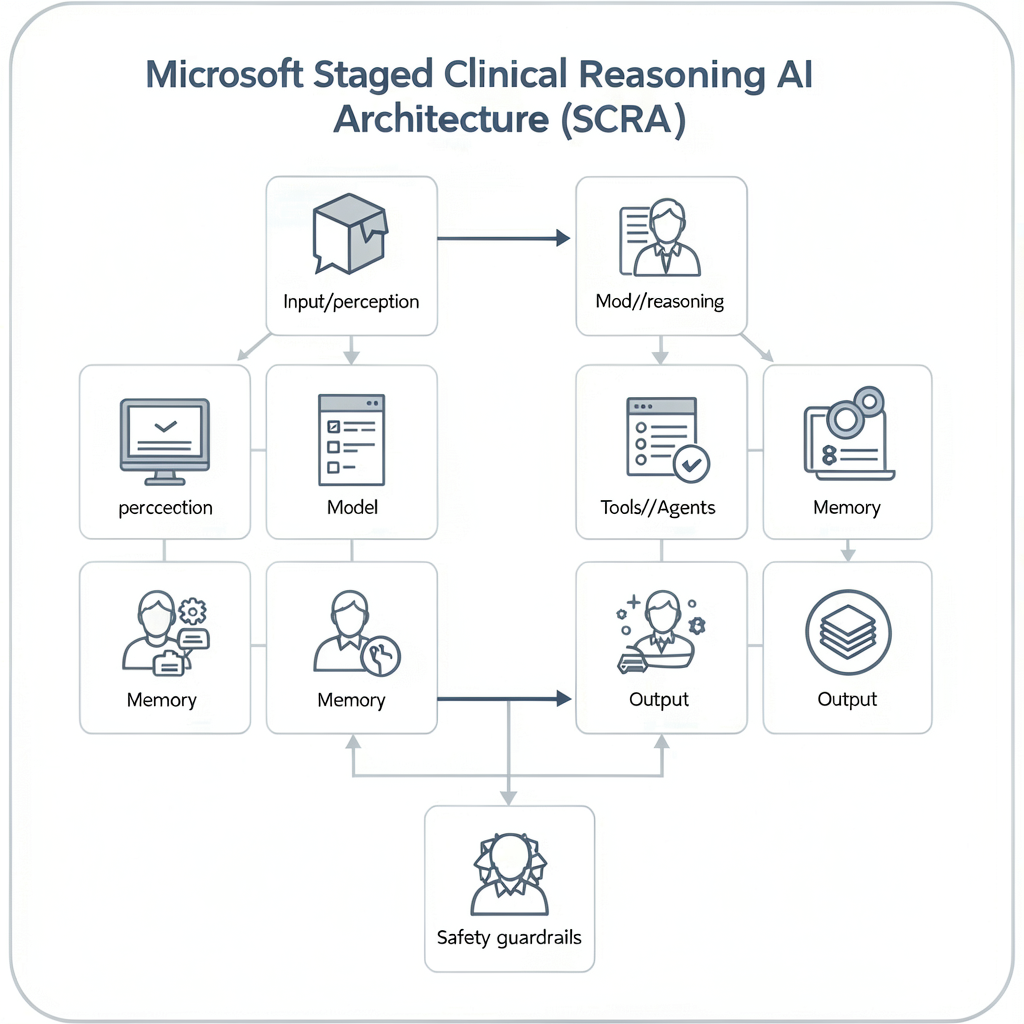 Microsoft Staged Clinical Reasoning AI
Architecture (SCRA)
Input/perception
Mod//reasoning
perccection
Model
Tools//Agents
Memory
Memory
Memory
Output
Output
Safety guardrails